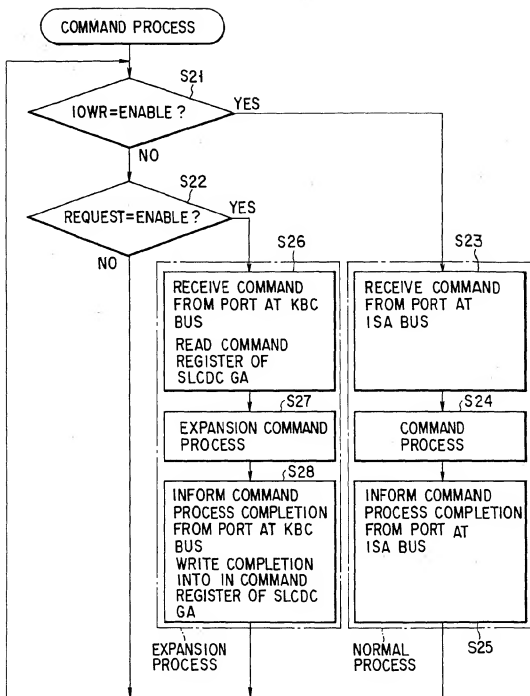 COMMAND PROCESS
S21
IOWR=ENABLE?
YES
NO
S22
REQUEST=ENABLE?
YES
NO
S26
RECEIVE COMMAND
FROM PORT AT KBC
BUS
READ COMMAND
REGISTER OF
SLCDC GA
S27
EXPANSION COMMAND
PROCESS
S28
INFORM COMMAND
PROCESS COMPLETION
FROM PORT AT KBC
BUS
WRITE COMPLETION
INTO IN COMMAND
REGISTER OF SLCDC
GA
EXPANSION
PROCESS
S23
RECEIVE COMMAND
FROM PORT AT
ISA BUS
S24
COMMAND
PROCESS
INFORM COMMAND
PROCESS COMPLETION
FROM PORT AT
ISA BUS
NORMAL
PROCESS
S25